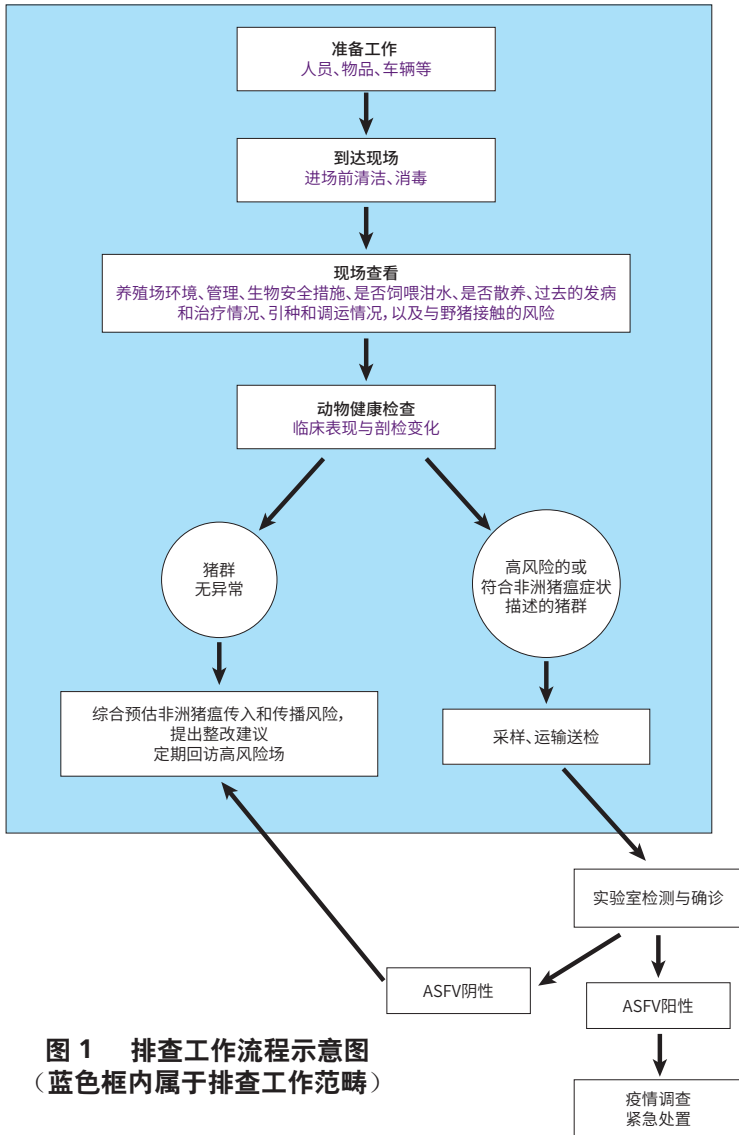 准备工作
人员、物品、车辆等
到达现场
进场前清洁、消毒
现场查看
养殖场环境、管理、生物安全措施、是否饲喂泔水、是否散养、过去的发病
和治疗情况、引种和调运情况，以及与野猪接触的风险
动物健康检查
临床表现与剖检变化
猪群
无异常
高风险的或
符合非洲猪瘟症状
描述的猪群
综合预估非洲猪瘟传入和传播风险，
提出整改建议
定期回访高风险场
采样、运输送检
实验室检测与确诊
ASFV阴性
ASFV阳性
疫情调查
紧急处置
图 1 排查工作流程示意图
（蓝色框内属于排查工作范畴）